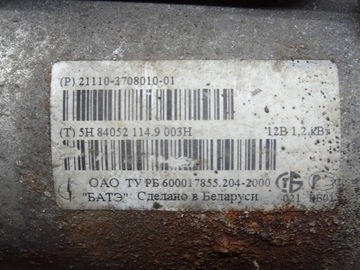 (P) 21110-3708010-01
(T) 5H 84052 114.9 003H 12В 1,2 кВт
ОАО ТУ РБ 600017855.204-2000
"БАТЭ" Сделано в Беларуси 021